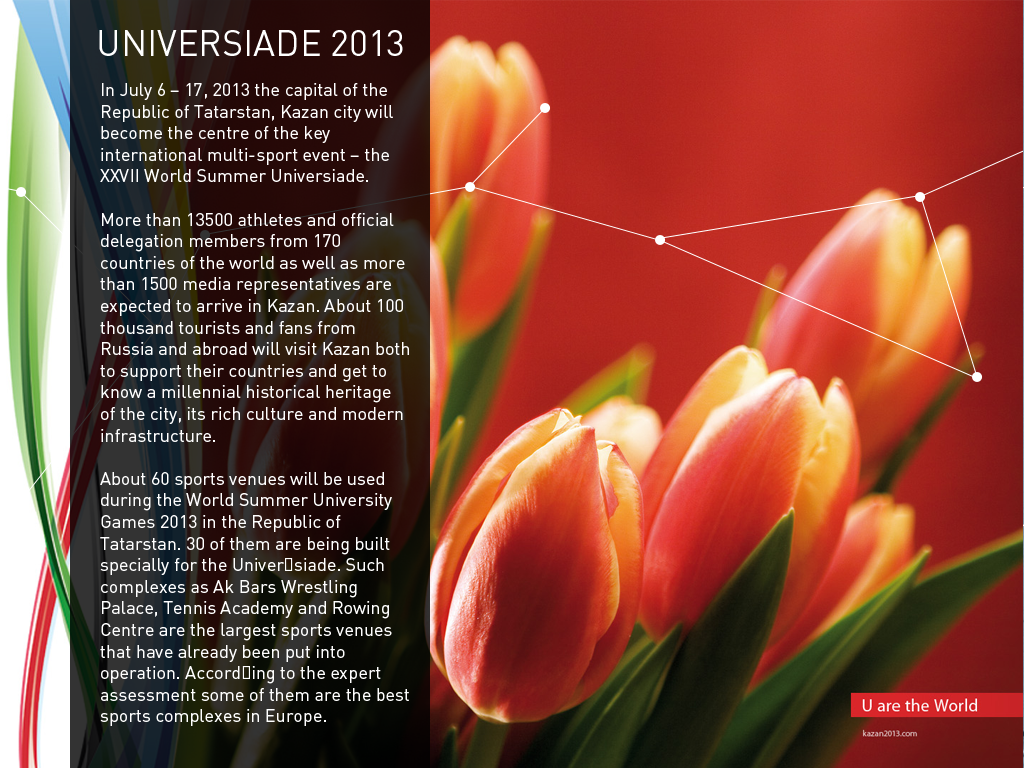 UNIVERSIADE 2013
In July 6 – 17, 2013 the capital of the
Republic of Tatarstan, Kazan city will
become the centre of the key
international multi-sport event – the
XXVII World Summer Universiade.
More than 13500 athletes and official
delegation members from 170
countries of the world as well as more
than 1500 media representatives are
expected to arrive in Kazan. About 100
thousand tourists and fans from
Russia and abroad will visit Kazan both
to support their countries and get to
know a millennial historical heritage
of the city, its rich culture and modern
infrastructure.
About 60 sports venues will be used
during the World Summer University
Games 2013 in the Republic of
Tatarstan. 30 of them are being built
specially for the Univer▯siade. Such
complexes as Ak Bars Wrestling
Palace, Tennis Academy and Rowing
Centre are the largest sports venues
that have already been put into
operation. Accord▯ing to the expert
assessment some of them are the best
sports complexes in Europe.
U are the World
kazan2013.com